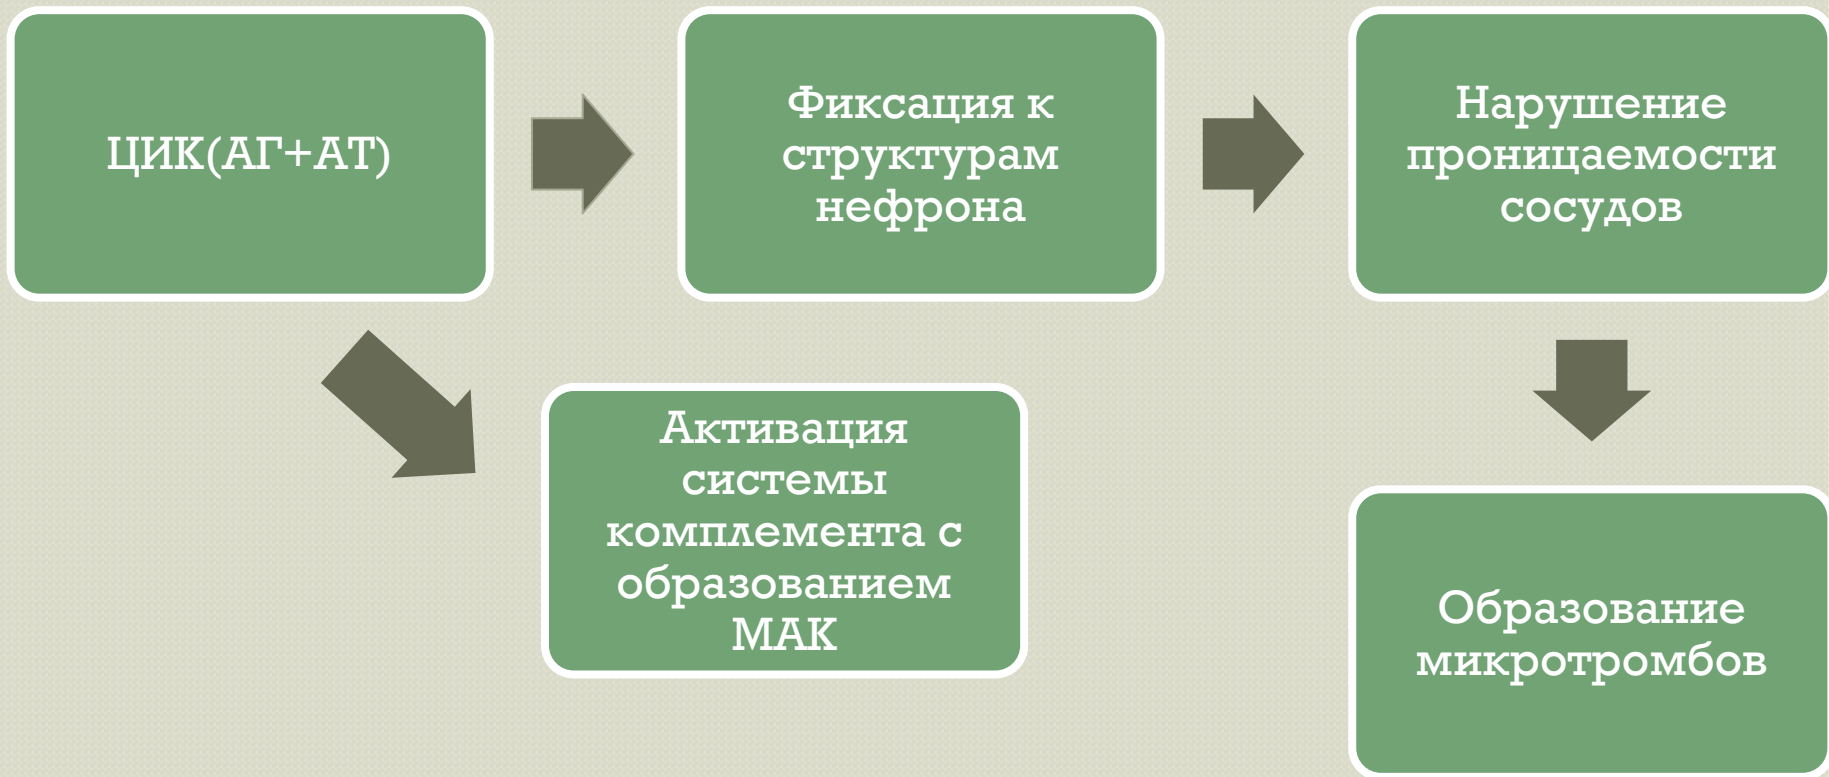 ЦИК(АГ+АТ)
Фиксация к
структурам
нефрона
Нарушение
проницаемости
сосудов
Активация
системы
комплемента с
образованием
МАК
Образование
микротромбов